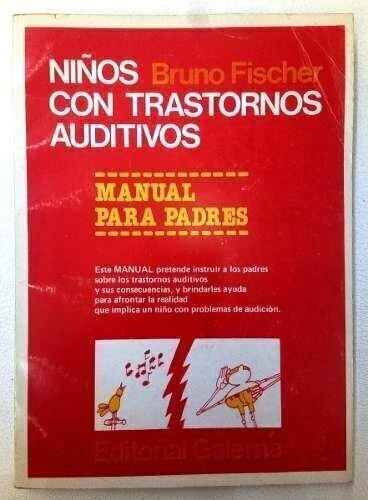 NIÑOS Bruno Fischer
CON TRASTORNOS
AUDITIVOS
MANUAL
PARA PADRES
Este MANUAL pretende instruir a los padres
sobre los trastornos auditivos
y sus consecuencias, y brindarles ayuda
para afrontar la realidad
que implica un niño con problemas de audición.
Editorial Galerna